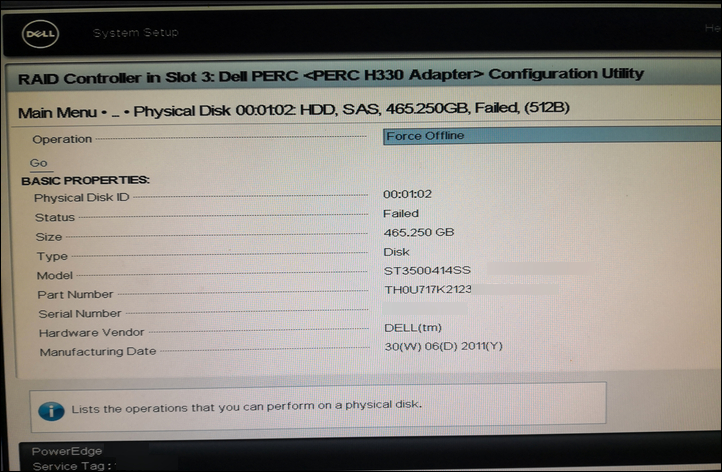 DELL
System Setup
He
RAID Controller in Slot 3: Dell PERC <PERC H330 Adapter> Configuration Utility
Main Menu • ... • Physical Disk 00:01:02: HDD, SAS, 465.250GB, Failed, (512B)
Operation Force Offline
Go
BASIC PROPERTIES:
Physical Disk ID 00:01:02
Status Failed
Size 465.250 GB
Type Disk
Model ST3500414SS
Part Number TH0U717K2123
Serial Number
Hardware Vendor DELL(tm)
Manufacturing Date 30(W) 06(D) 2011(Y)
Lists the operations that you can perform on a physical disk.
PowerEdge
Service Tag: